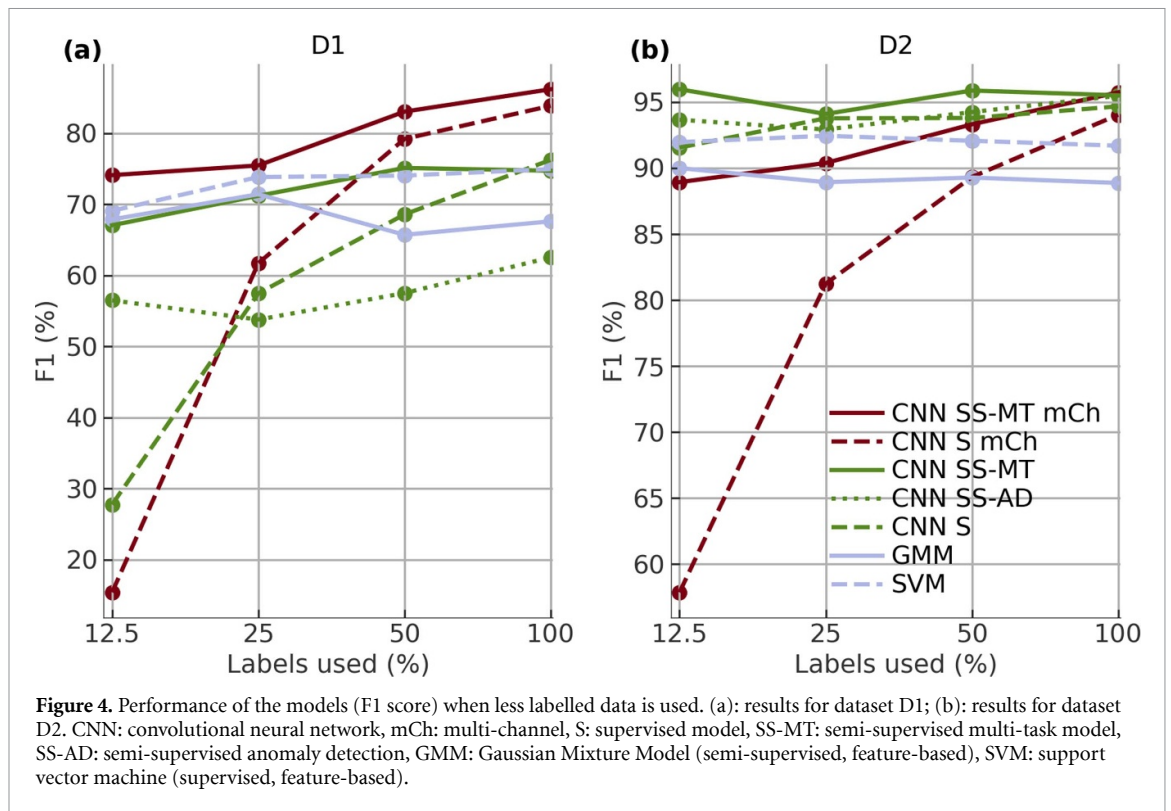 (a)
D1
(b)
D2
F1 (%)
80
70
60
50
40
30
20
12.5
25
50
100
Labels used (%)
F1 (%)
95
90
85
80
75
70
65
60
12.5
25
50
100
Labels used (%)
CNN SS-MT mCh
CNN S mCh
CNN SS-MT
CNN SS-AD
CNN S
GMM
SVM
Figure 4. Performance of the models (F1 score) when less labelled data is used. (a): results for dataset D1; (b): results for dataset
D2. CNN: convolutional neural network, mCh: multi-channel, S: supervised model, SS-MT: semi-supervised multi-task model,
SS-AD: semi-supervised anomaly detection, GMM: Gaussian Mixture Model (semi-supervised, feature-based), SVM: support
vector machine (supervised, feature-based).